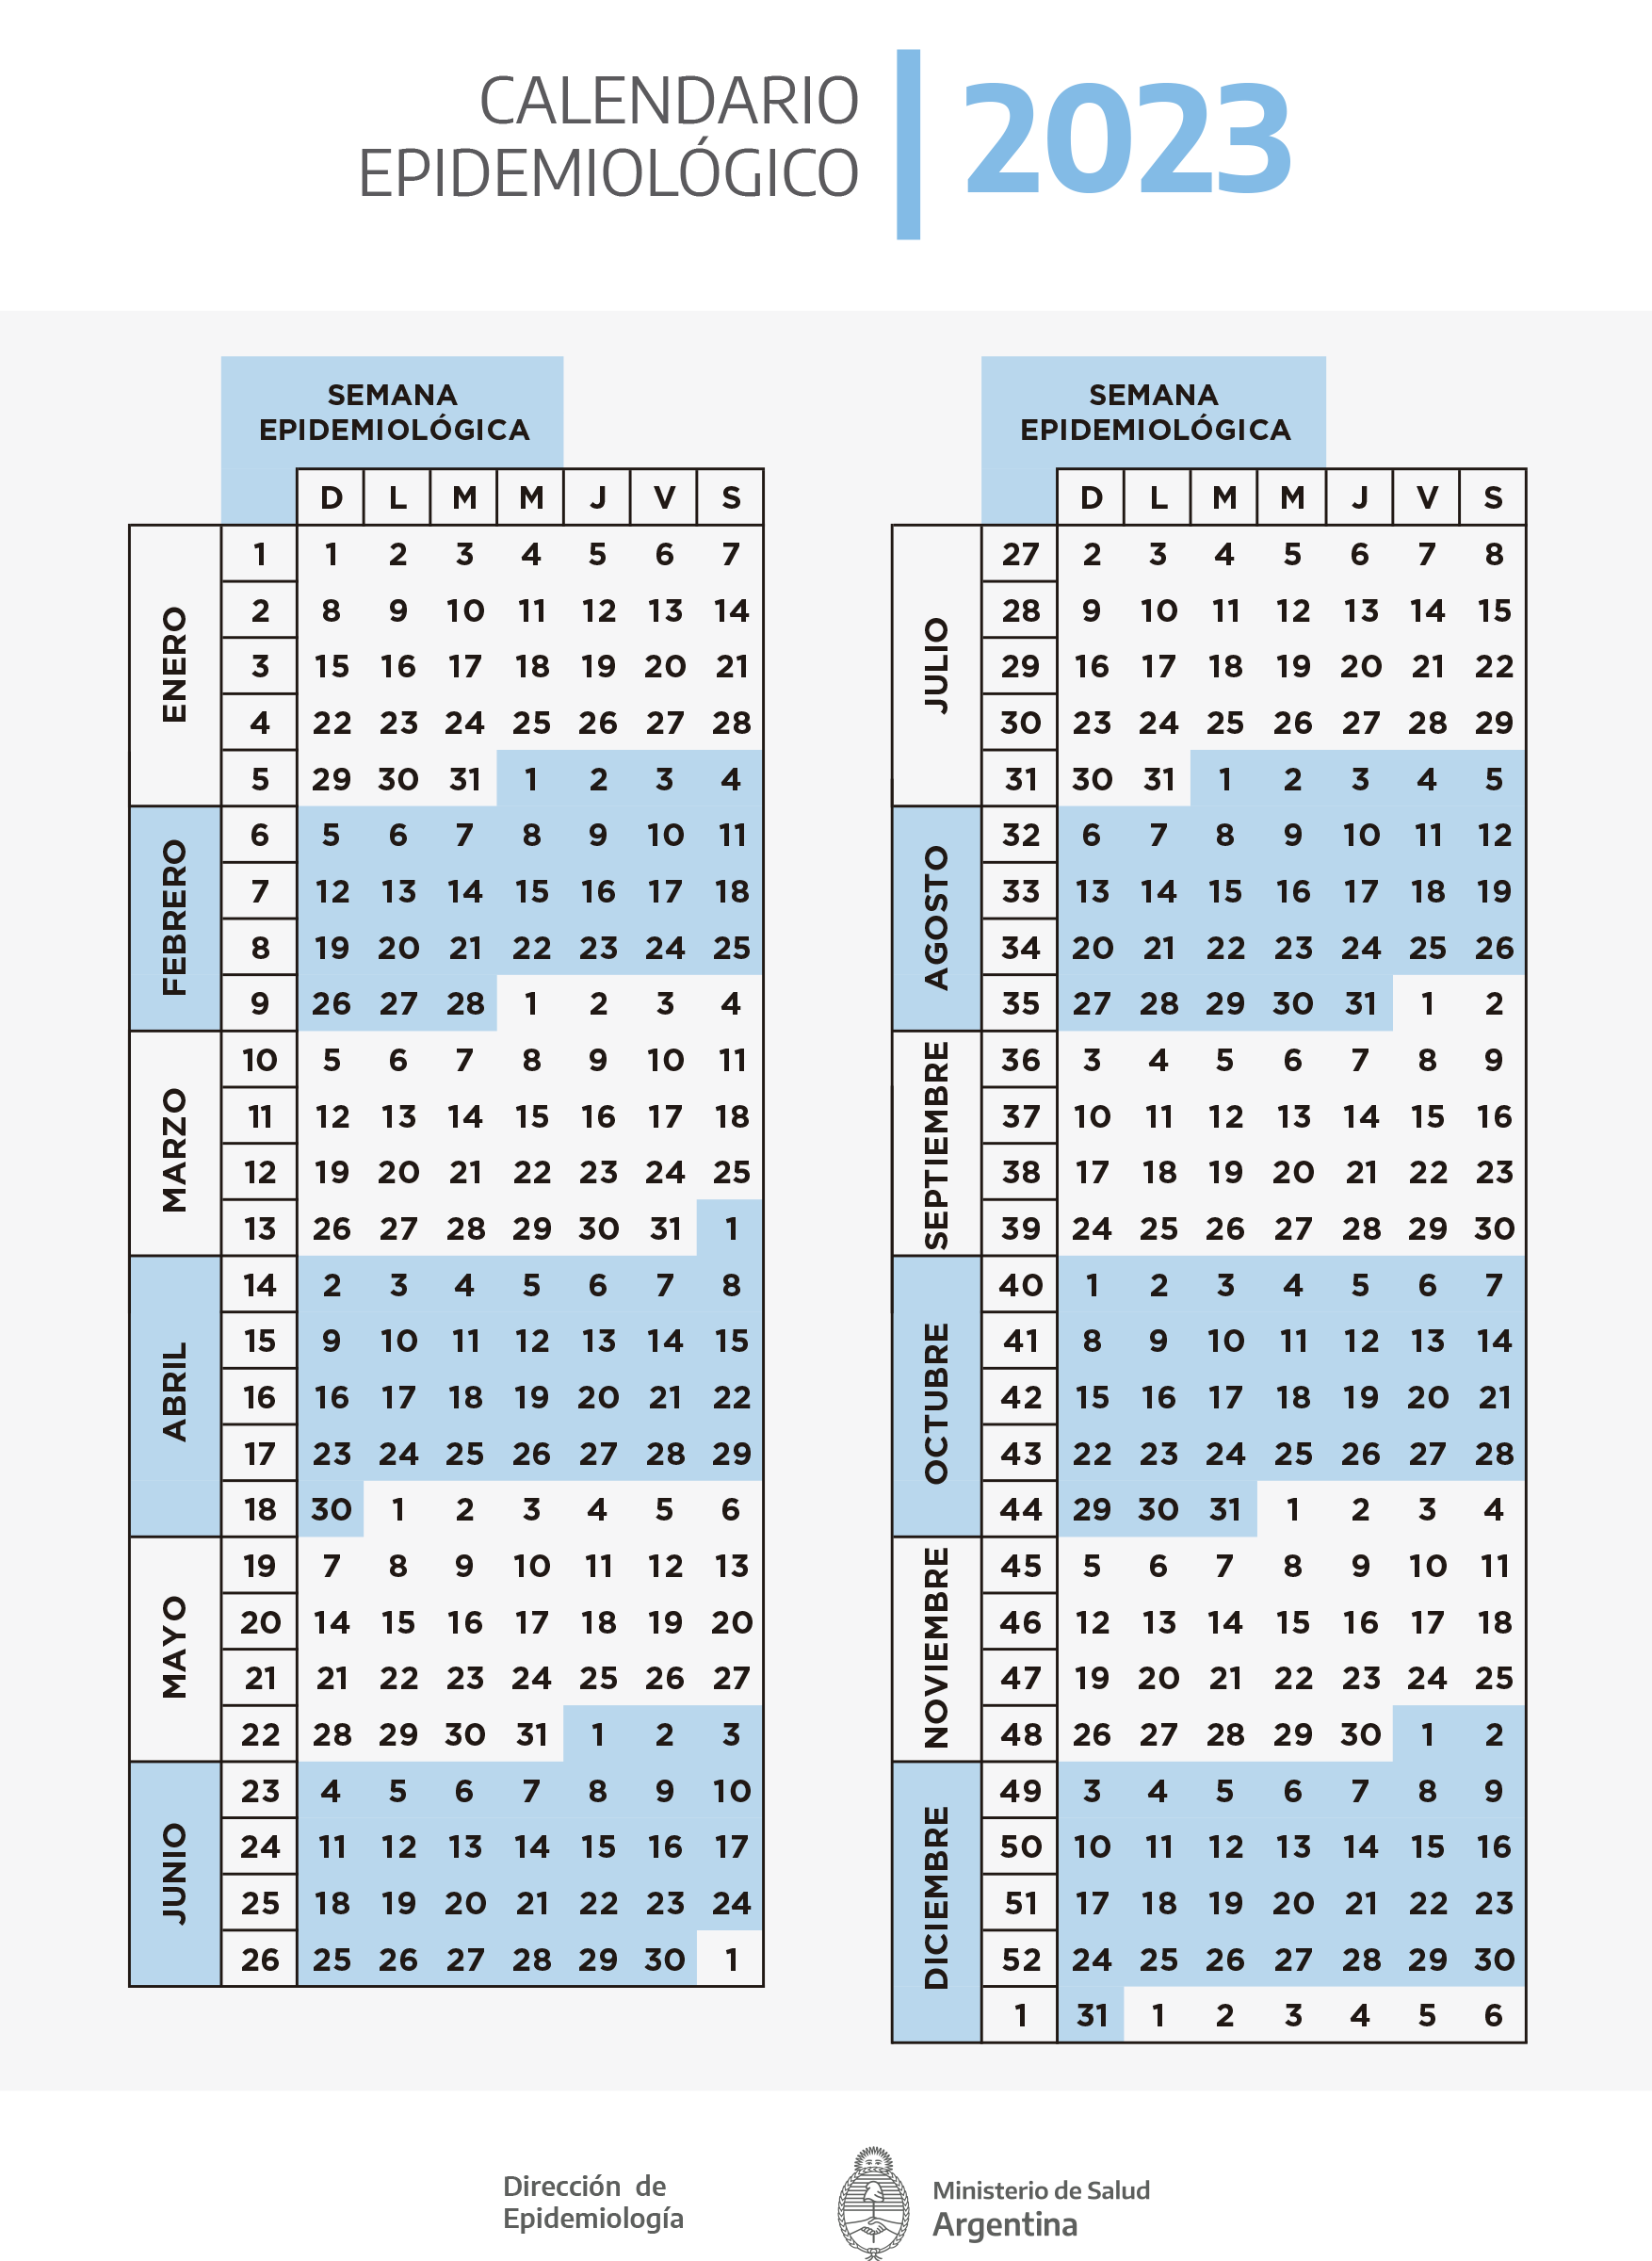 CALENDARIO
EPIDEMIOLÓGICO
2023
SEMANA
EPIDEMIOLÓGICA
D L M M J V S
ENERO
1 1 2 3 4 5 6 7
2 8 9 10 11 12 13 14
3 15 16 17 18 19 20 21
4 22 23 24 25 26 27 28
5 29 30 31 1 2 3 4
FEBRERO
6 5 6 7 8 9 10 11
7 12 13 14 15 16 17 18
8 19 20 21 22 23 24 25
9 26 27 28 1 2 3 4
MARZO
10 5 6 7 8 9 10 11
11 12 13 14 15 16 17 18
12 19 20 21 22 23 24 25
13 26 27 28 29 30 31 1
ABRIL
14 2 3 4 5 6 7 8
15 9 10 11 12 13 14 15
16 16 17 18 19 20 21 22
17 23 24 25 26 27 28 29
18 30 1 2 3 4 5 6
MAYO
19 7 8 9 10 11 12 13
20 14 15 16 17 18 19 20
21 21 22 23 24 25 26 27
22 28 29 30 31 1 2 3
JUNIO
23 4 5 6 7 8 9 10
24 11 12 13 14 15 16 17
25 18 19 20 21 22 23 24
26 25 26 27 28 29 30 1
SEMANA
EPIDEMIOLÓGICA
D L M M J V S
JULIO
27 2 3 4 5 6 7 8
28 9 10 11 12 13 14 15
29 16 17 18 19 20 21 22
30 23 24 25 26 27 28 29
31 30 31 1 2 3 4 5
AGOSTO
32 6 7 8 9 10 11 12
33 13 14 15 16 17 18 19
34 20 21 22 23 24 25 26
35 27 28 29 30 31 1 2
SEPTIEMBRE
36 3 4 5 6 7 8 9
37 10 11 12 13 14 15 16
38 17 18 19 20 21 22 23
39 24 25 26 27 28 29 30
OCTUBRE
40 1 2 3 4 5 6 7
41 8 9 10 11 12 13 14
42 15 16 17 18 19 20 21
43 22 23 24 25 26 27 28
44 29 30 31 1 2 3 4
NOVIEMBRE
45 5 6 7 8 9 10 11
46 12 13 14 15 16 17 18
47 19 20 21 22 23 24 25
48 26 27 28 29 30 1 2
DICIEMBRE
49 3 4 5 6 7 8 9
50 10 11 12 13 14 15 16
51 17 18 19 20 21 22 23
52 24 25 26 27 28 29 30
1 31 1 2 3 4 5 6
Dirección de
Epidemiología
Ministerio de Salud
Argentina